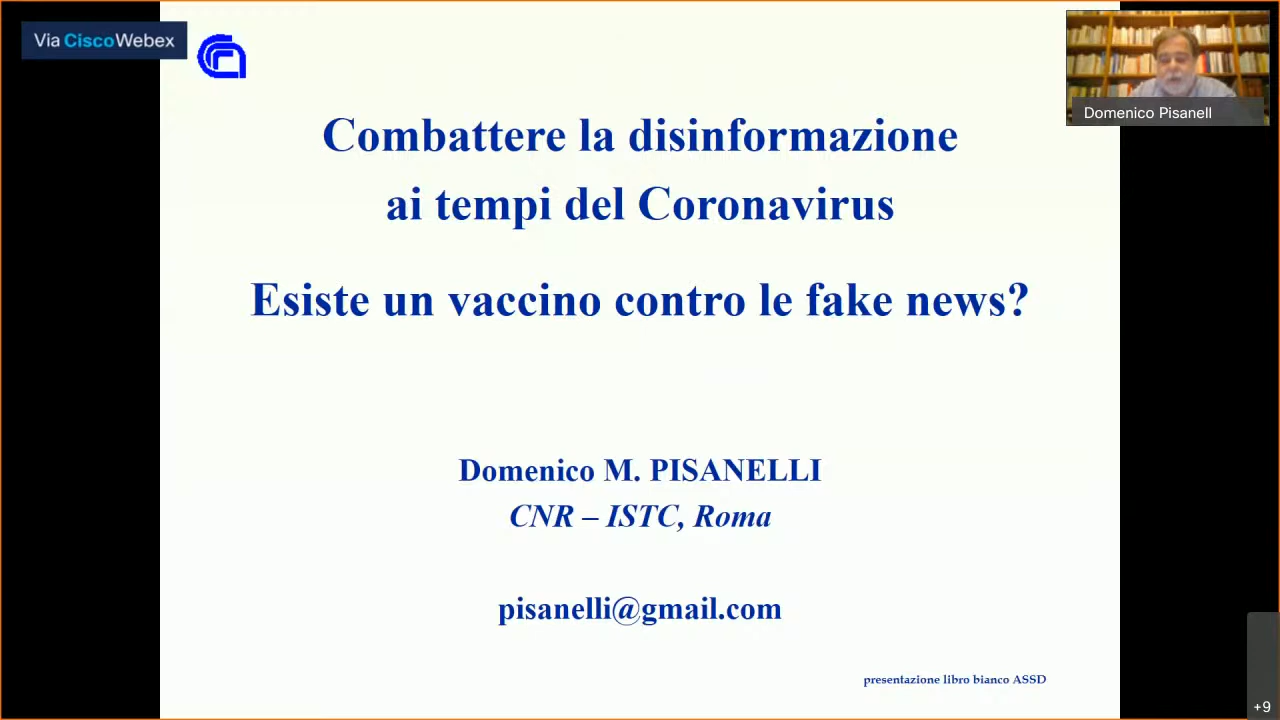 Via CiscoWebex
Domenico Pisanell
Combattere la disinformazione
ai tempi del Coronavirus
Esiste un vaccino contro le fake news?
Domenico M. PISANELLI
CNR – ISTC, Roma
pisanelli@gmail.com
presentazione libro bianco ASSD
+9